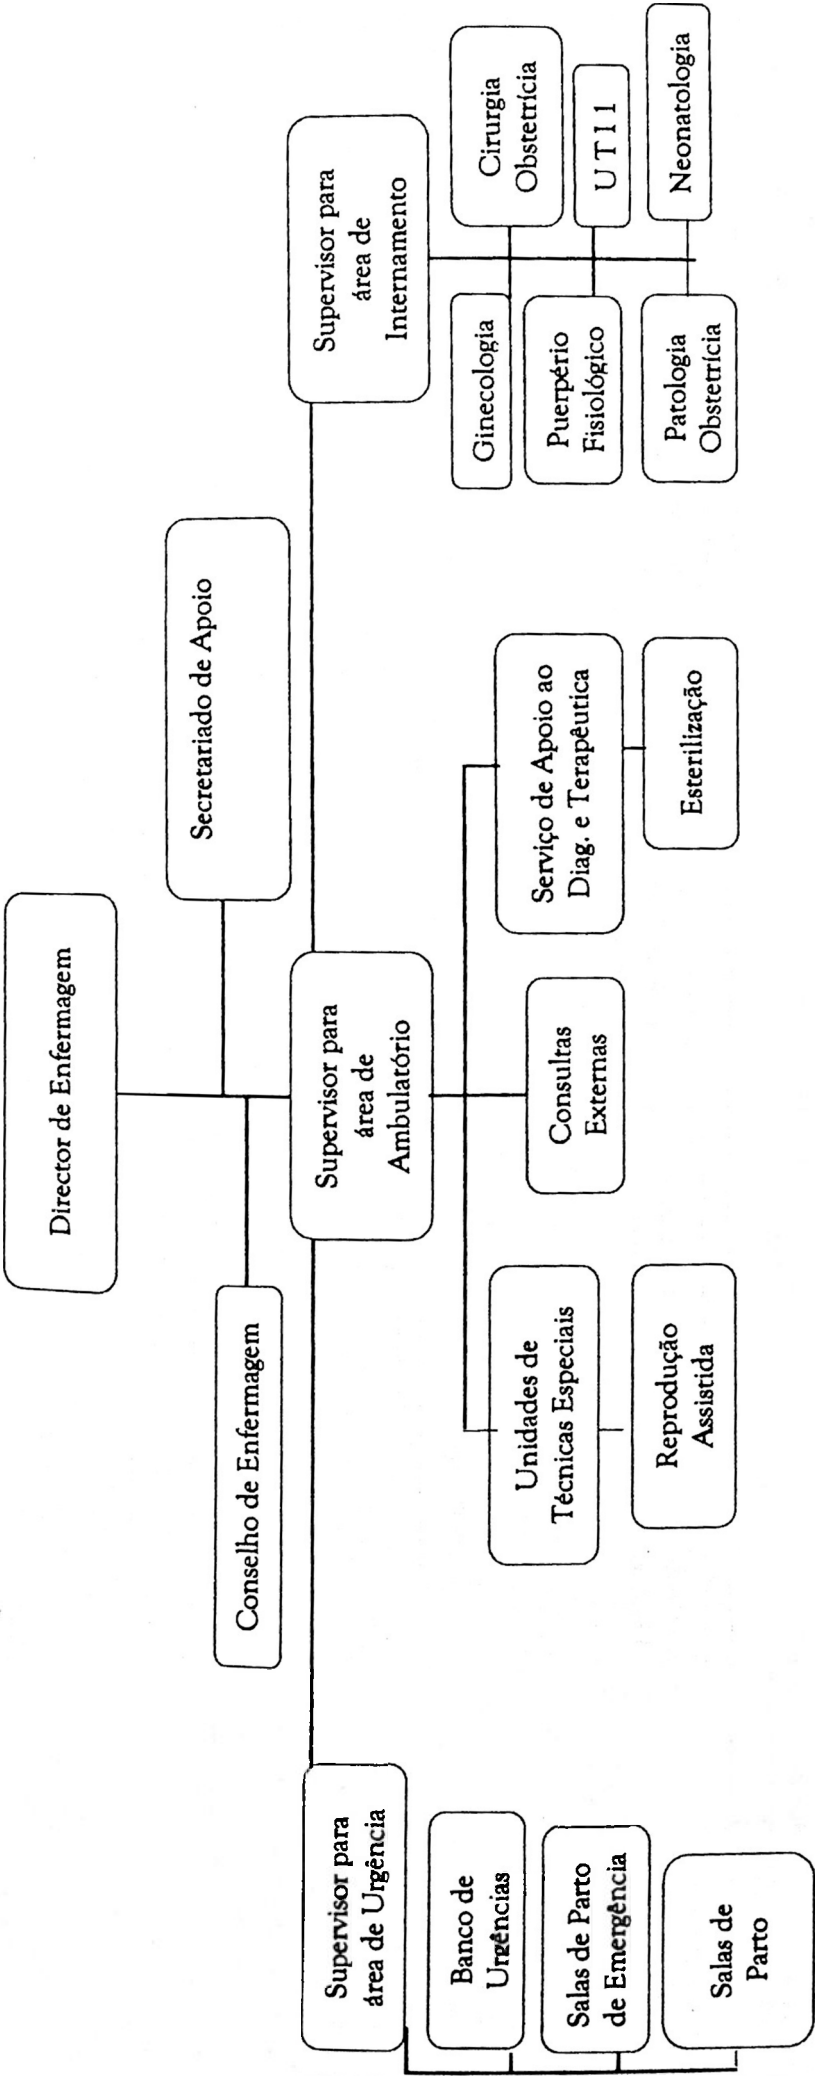 Director de Enfermagem
Secretariado de Apoio
Conselho de Enfermagem
Supervisor para
área de Urgência
Banco de
Urgências
Salas de Parto
de Emergência
Salas de
Parto
Supervisor para
área de
Ambulatório
Unidades de
Técnicas Especiais
Reprodução
Assistida
Consultas
Externas
Serviço de Apoio ao
Diag. e Terapêutica
Esterilização
Supervisor para
área de
Internamento
Ginecologia
Cirurgia
Obstetrícia
Puerpério
Fisiológico
U T I 1
Patologia
Obstetrícia
Neonatologia